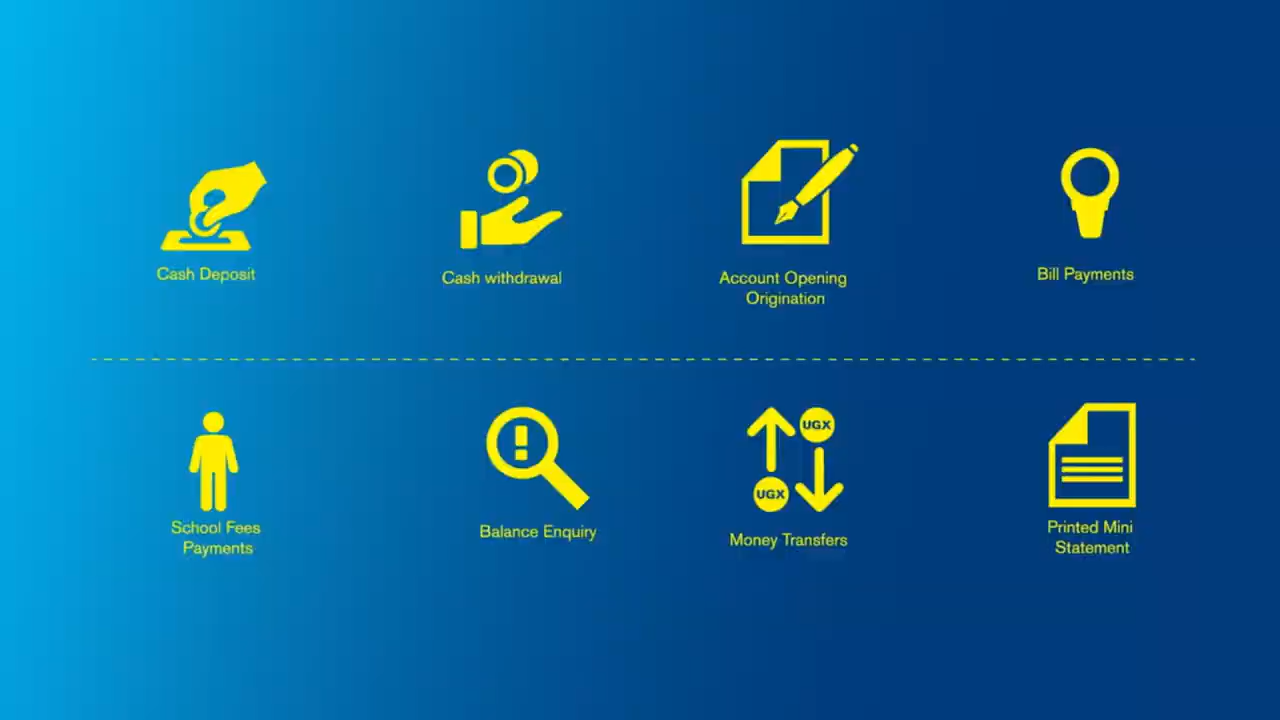 Cash Deposit
Cash withdrawal
Account Opening
Origination
Bill Payments
School Fees
Payments
Balance Enquiry
UGX
UGX
Money Transfers
Printed Mini
Statement